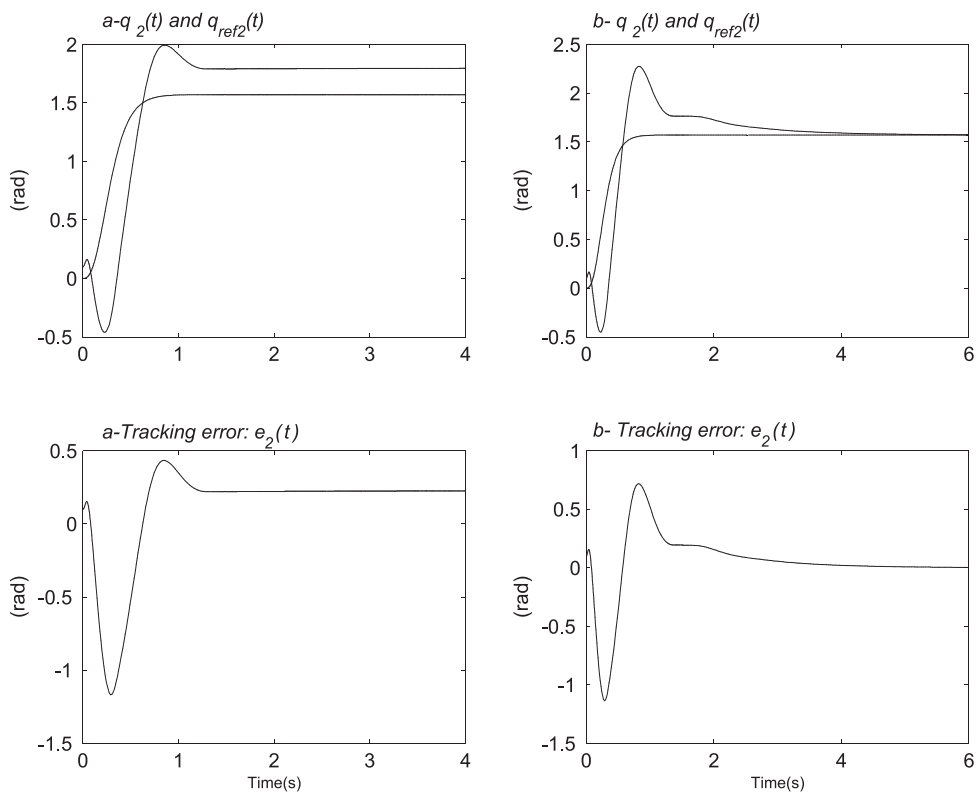 a-q 2(t) and qref2(t)
2
1.5
1
0.5
0
-0.5
(rad)
0 1 2 3 4
b- q 2(t) and qref2(t)
2.5
2
1.5
1
0.5
0
-0.5
(rad)
0 2 4 6
a-Tracking error: e2(t)
0.5
0
-0.5
-1
-1.5
(rad)
0 1 2 3 4
Time(s)
b- Tracking error: e2(t)
1
0.5
0
-0.5
-1
-1.5
(rad)
0 2 4 6
Time(s)